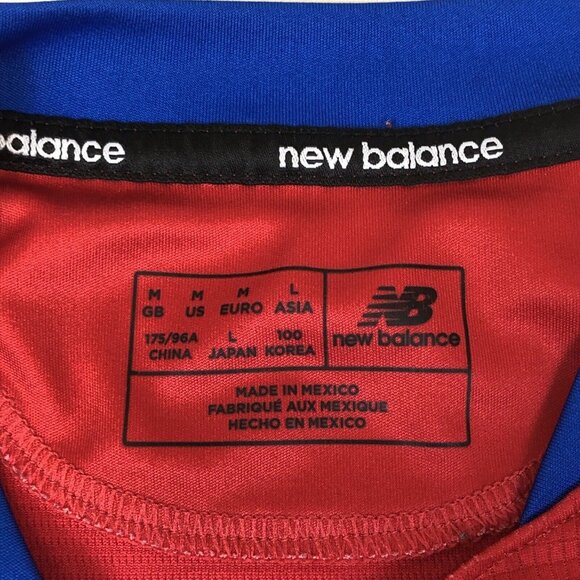 balance new balance
M M M L
GB US EURO ASIA
175/96A L 100
CHINA JAPAN KOREA
NB
new balance
MADE IN MEXICO
FABRIQUÉ AUX MEXIQUE
HECHO EN MEXICO